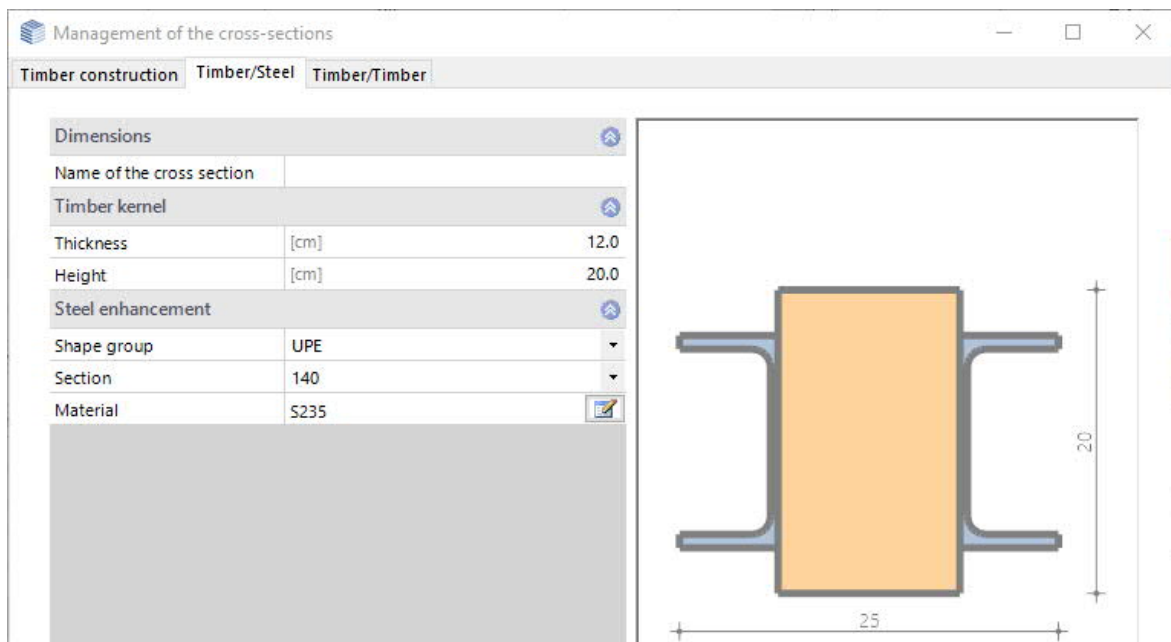 Management of the cross-sections
Timber construction Timber/Steel Timber/Timber
Dimensions
Name of the cross section
Timber kernel
Thickness [cm] 12.0
Height [cm] 20.0
Steel enhancement
Shape group UPE
Section 140
Material S235
20
25